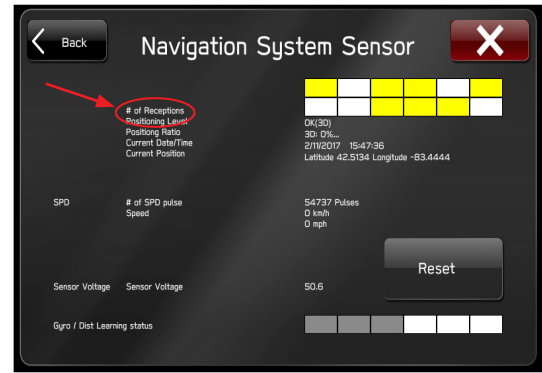 Back
Navigation System Sensor
X
# of Receptions
Positioning Level OK(3D)
Positiong Ratio 3D: 0%...
Current Date/Time 2/11/2017 15:47:36
Current Position Latitude 42.5134 Longitude -83.4444
SPD # of SPD pulse 54737 Pulses
Speed 0 km/h
0 mph
Reset
Sensor Voltage Sensor Voltage 50.6
Gyro / Dist Learning status